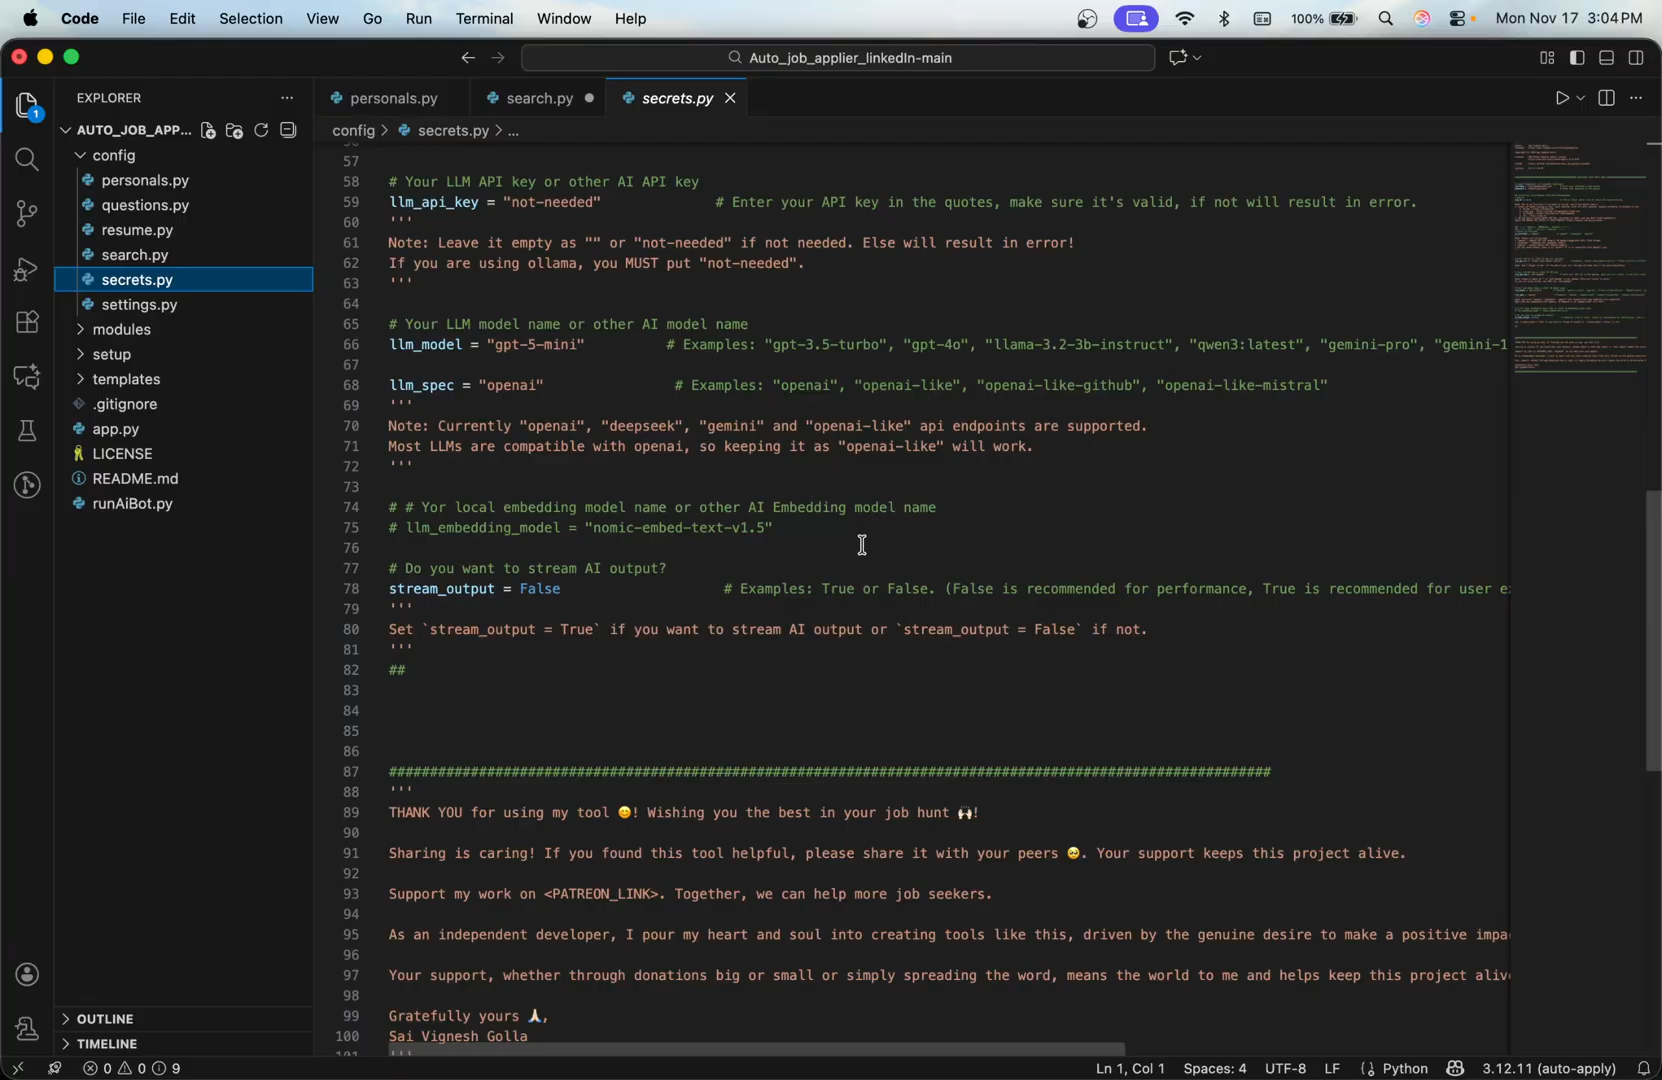 Code File Edit Selection View Go Run Terminal Window Help 100% Mon Nov 17 3:04 PM
Auto_job_applier_linkedIn-main
EXPLORER
personals.py search.py secrets.py
AUTO_JOB_APP...
config > secrets.py > ...
config
personals.py
questions.py
resume.py
search.py
secrets.py
settings.py
modules
setup
templates
.gitignore
app.py
LICENSE
README.md
runAiBot.py
OUTLINE
TIMELINE
57
58 # Your LLM API key or other AI API key
59 llm_api_key = "not-needed" # Enter your API key in the quotes, make sure it's valid, if not will result in error.
60 '''
61 Note: Leave it empty as "" or "not-needed" if not needed. Else will result in error!
62 If you are using ollama, you MUST put "not-needed".
63 '''
64
65 # Your LLM model name or other AI model name
66 llm_model = "gpt-5-mini" # Examples: "gpt-3.5-turbo", "gpt-4o", "llama-3.2-3b-instruct", "qwen3:latest", "gemini-pro", "gemini-1
67
68 llm_spec = "openai" # Examples: "openai", "openai-like", "openai-like-github", "openai-like-mistral"
69 '''
70 Note: Currently "openai", "deepseek", "gemini" and "openai-like" api endpoints are supported.
71 Most LLMs are compatible with openai, so keeping it as "openai-like" will work.
72 '''
73
74 # # Yor local embedding model name or other AI Embedding model name
75 # llm_embedding_model = "nomic-embed-text-v1.5"
76
77 # Do you want to stream AI output?
78 stream_output = False # Examples: True or False. (False is recommended for performance, True is recommended for user e
79 '''
80 Set `stream_output = True` if you want to stream AI output or `stream_output = False` if not.
81 '''
82 ##
83
84
85
86
87 ############################################################################################################
88 '''
89 THANK YOU for using my tool 😊! Wishing you the best in your job hunt 🙌🏻!
90
91 Sharing is caring! If you found this tool helpful, please share it with your peers 🥺. Your support keeps this project alive.
92
93 Support my work on <PATREON_LINK>. Together, we can help more job seekers.
94
95 As an independent developer, I pour my heart and soul into creating tools like this, driven by the genuine desire to make a positive impa
96
97 Your support, whether through donations big or small or simply spreading the word, means the world to me and helps keep this project aliv
98
99 Gratefully yours 🙏🏻,
100 Sai Vignesh Golla
101 '''
0 0 9 Ln 1, Col 1 Spaces: 4 UTF-8 LF Python 3.12.11 (auto-apply)